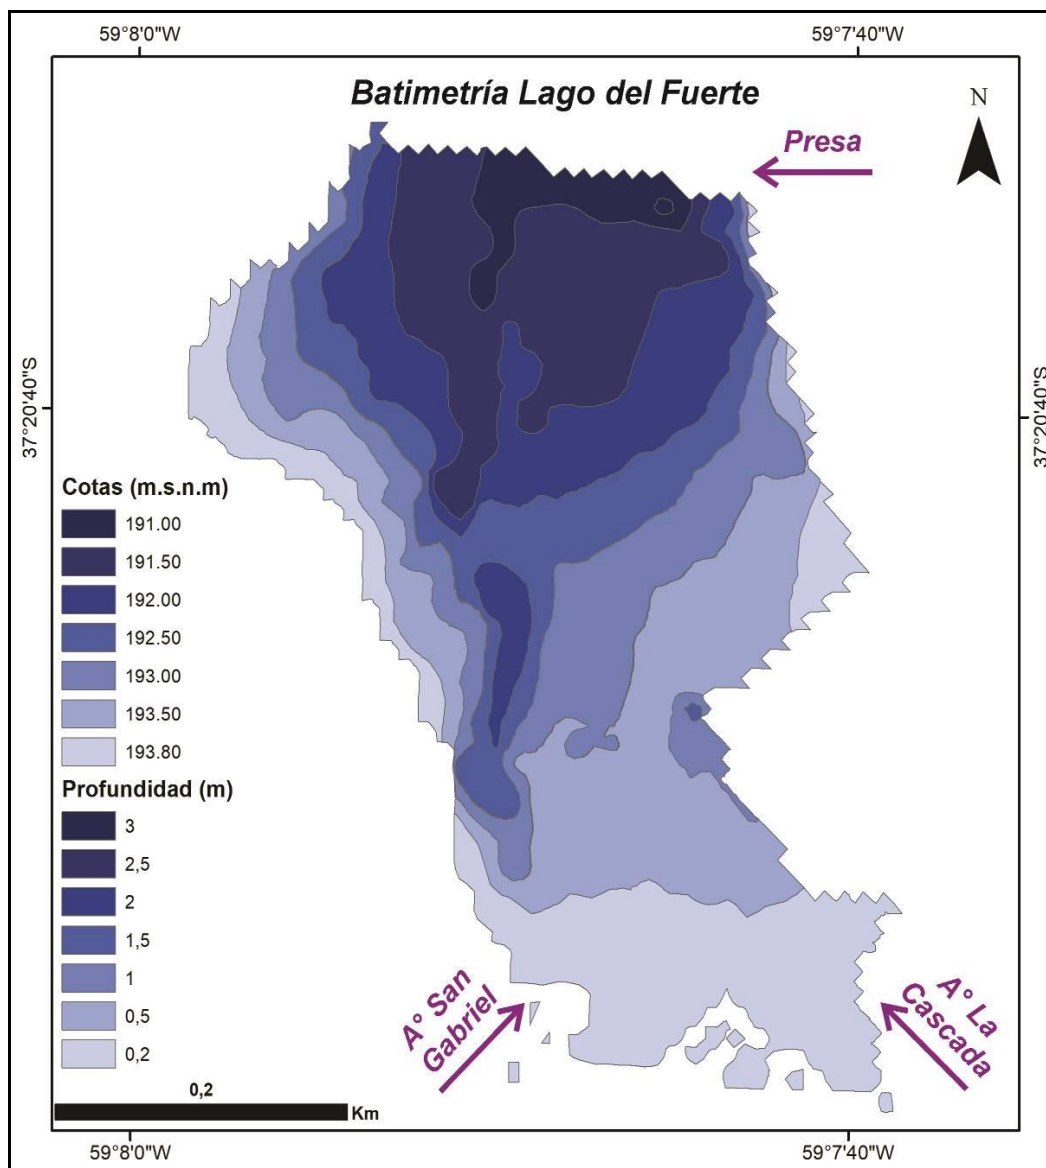 59°8'0"W
59°7'40"W
Batimetría Lago del Fuerte
N
Presa
37°20'40"S
37°20'40"S
Cotas (m.s.n.m)
191.00
191.50
192.00
192.50
193.00
193.50
193.80
Profundidad (m)
3
2,5
2
1,5
1
0,5
0,2
A° San
Gabriel
A° La
Cascada
0,2
Km
59°8'0"W
59°7'40"W